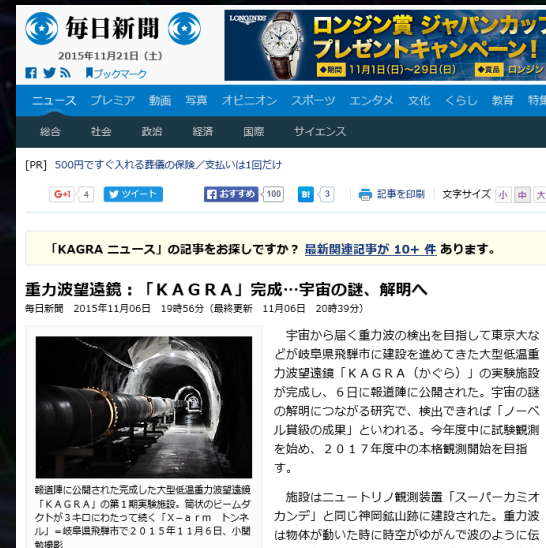 毎日新聞
2015年11月21日（土）
ブックマーク
LONGINES
ロンジン賞 ジャパンカップ
プレゼントキャンペーン！
◆期間 11月1日(日)～29日(日) ◆賞品 ロンジン
ニュース プレミア 動画 写真 オピニオン スポーツ エンタメ 文化 くらし 教育 特集
総合 社会 政治 経済 国際 サイエンス
[PR] 500円ですぐ入れる葬儀の保険／支払いは1回だけ
G+1 4 ツイート おすすめ 100 B! 3 記事を印刷 文字サイズ 小 中 大
「KAGRA ニュース」の記事をお探しですか？ 最新関連記事が 10+ 件 あります。
重力波望遠鏡：「ＫＡＧＲＡ」完成…宇宙の謎、解明へ
毎日新聞 2015年11月06日 19時56分（最終更新 11月06日 20時39分）
報道陣に公開された完成した大型低温重力波望遠鏡
「ＫＡＧＲＡ」の第１期実験施設。筒状のビームダ
クトが３キロにわたって続く「Ｘ－ａｒｍ トンネ
ル」＝岐阜県飛騨市で２０１５年１１月６日、小関
勉撮影
宇宙から届く重力波の検出を目指して東京大な
どが岐阜県飛騨市に建設を進めてきた大型低温重
力波望遠鏡「ＫＡＧＲＡ（かぐら）」の実験施設
が完成し、６日に報道陣に公開された。宇宙の謎
の解明につながる研究で、検出できれば「ノーベ
ル賞級の成果」といわれる。今年度中に試験観測
を始め、２０１７年度中の本格観測開始を目指
す。
施設はニュートリノ観測装置「スーパーカミオ
カンデ」と同じ神岡鉱山跡に建設された。重力波
は物体が動いた時に時空がゆがんで波のように伝